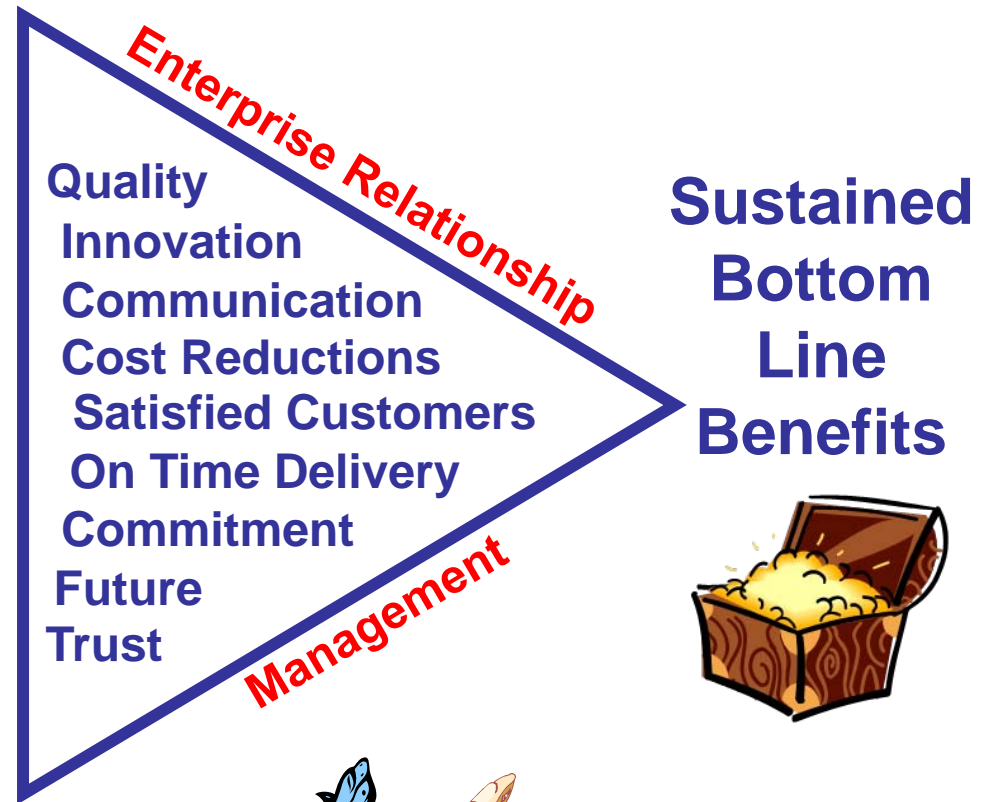 Enterprise Relationship
Quality
Innovation
Communication
Cost Reductions
Satisfied Customers
On Time Delivery
Commitment
Future
Trust
Management
Sustained
Bottom
Line
Benefits